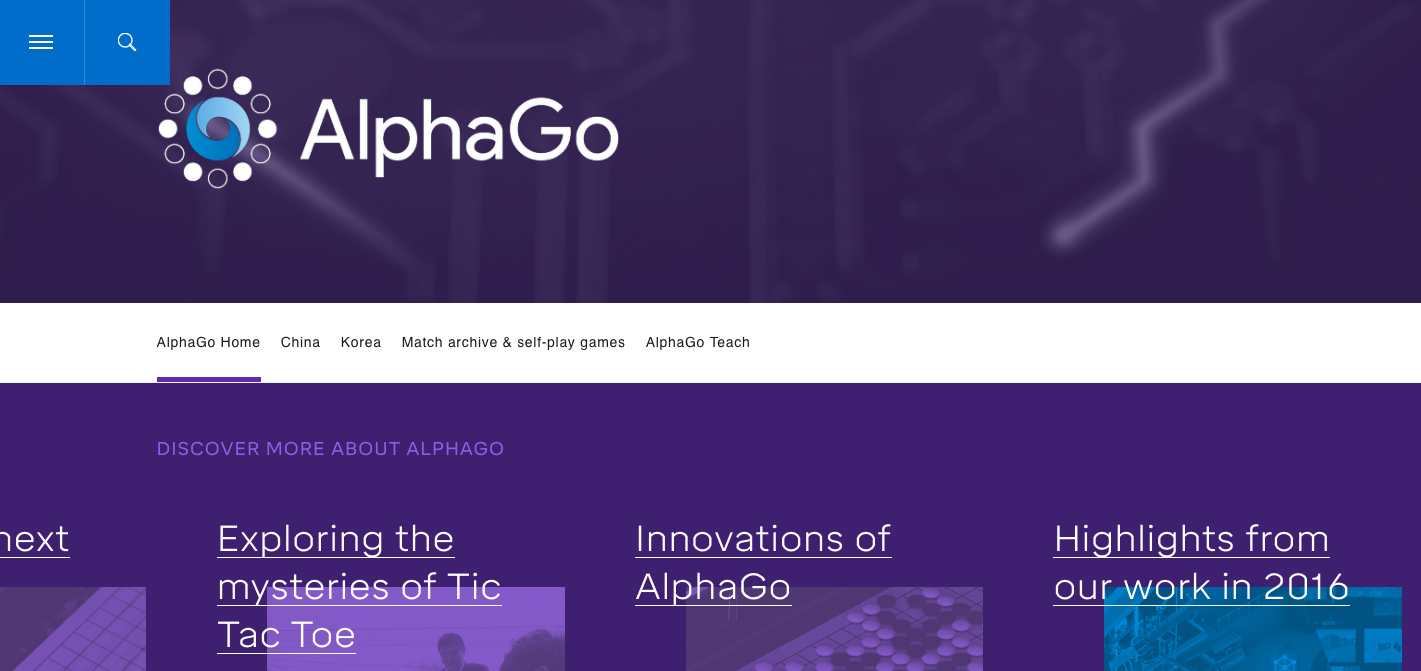 AlphaGo
AlphaGo Home China Korea Match archive & self-play games AlphaGo Teach
DISCOVER MORE ABOUT ALPHAGO
next
Exploring the
mysteries of Tic
Tac Toe
Innovations of
AlphaGo
Highlights from
our work in 2016